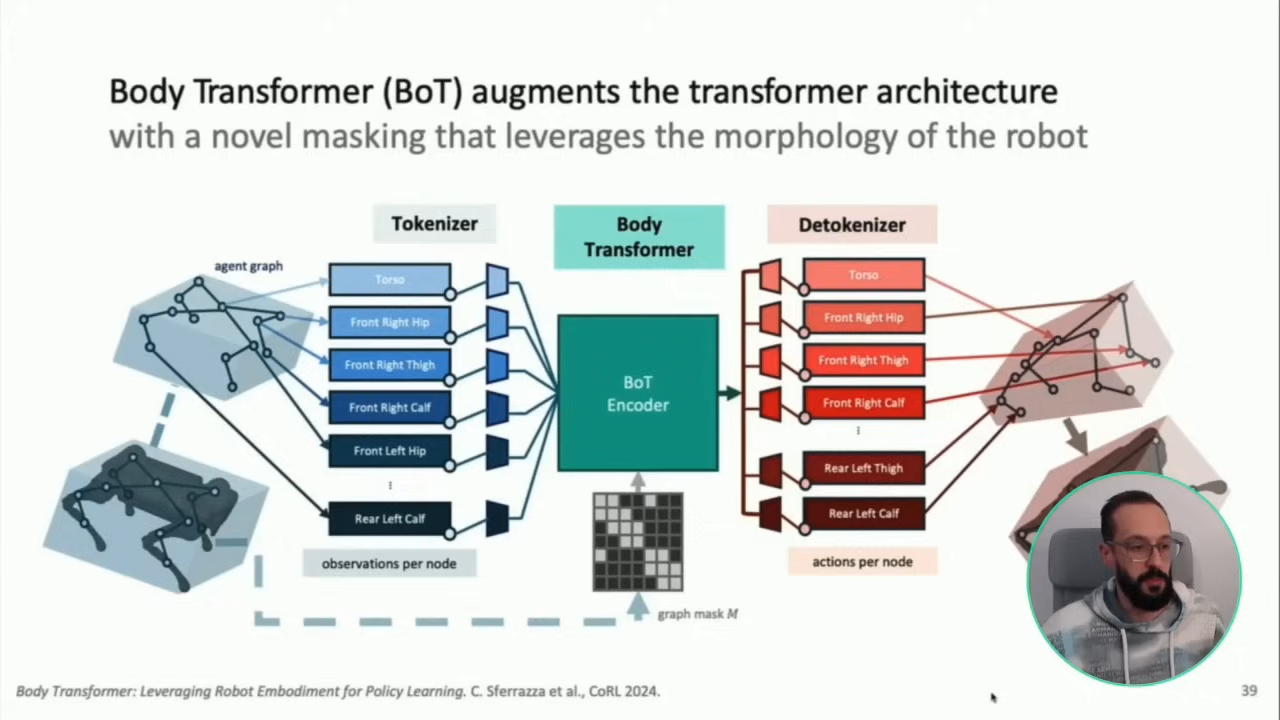 Body Transformer (BoT) augments the transformer architecture
with a novel masking that leverages the morphology of the robot
Tokenizer
Body
Transformer
Detokenizer
agent graph
Torso
Front Right Hip
Front Right Thigh
Front Right Calf
Front Left Hip
⋮
Rear Left Calf
observations per node
BoT
Encoder
graph mask M
Torso
Front Right Hip
Front Right Thigh
Front Right Calf
⋮
Rear Left Thigh
Rear Left Calf
actions per node
Body Transformer: Leveraging Robot Embodiment for Policy Learning. C. Sferrazza et al., CoRL 2024.
39